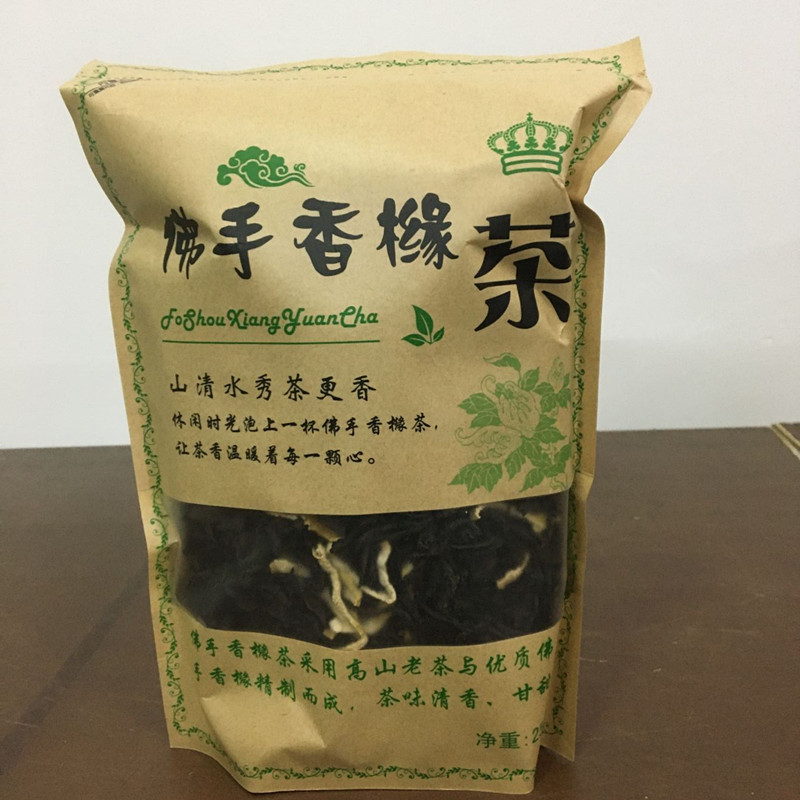 佛手香橼茶
FoShouXiangYuanCha
山清水秀茶更香
休闲时光泡上一杯佛手香橼茶，
让茶香温暖着每一颗心。
佛手香橼茶采用高山老茶与优质佛
手香橼精制而成，茶味清香、甘
净重：2